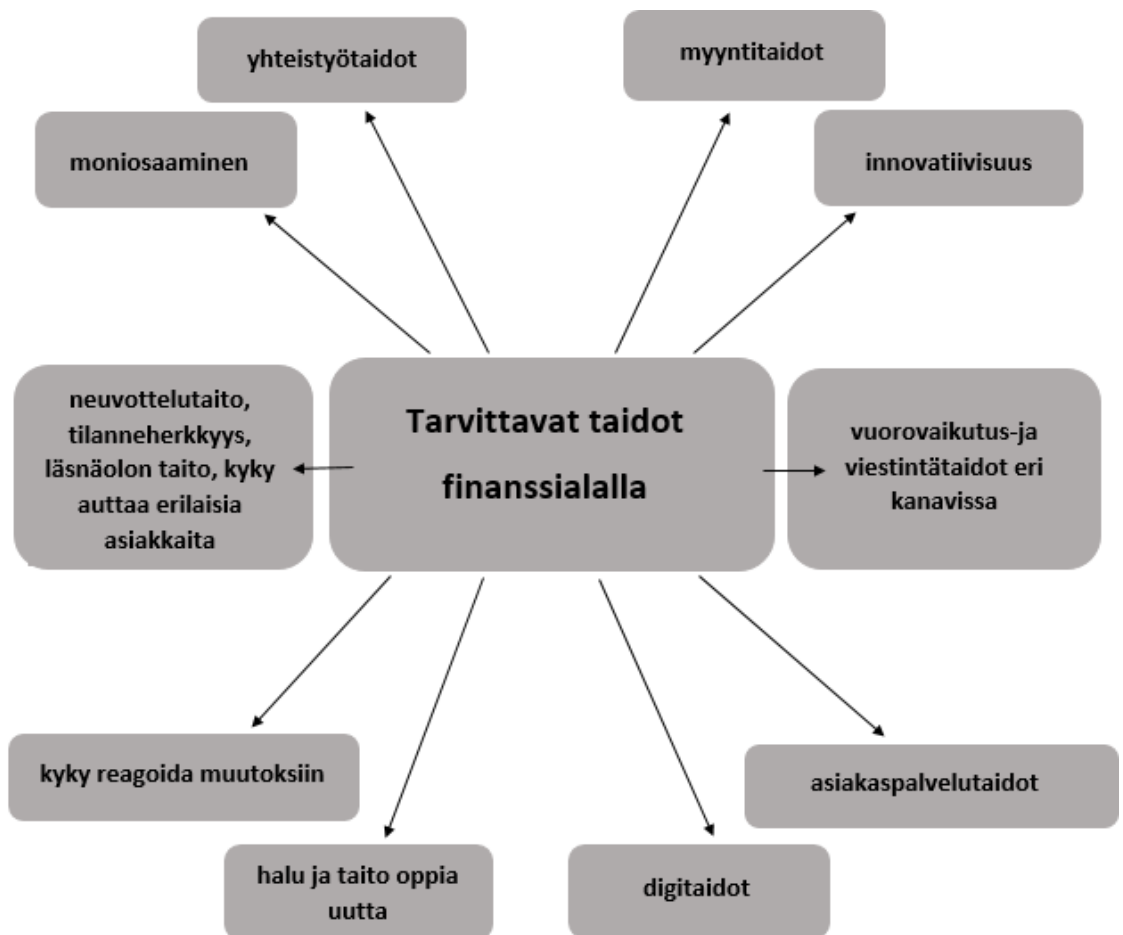 yhteistyötaidot
myyntitaidot
moniosaaminen
innovatiivisuus
neuvottelutaito,
tilanneherkkyys,
läsnäolon taito, kyky
auttaa erilaisia
asiakkaita
Tarvittavat taidot
finanssialalla
vuorovaikutus-ja
viestintätaidot eri
kanavissa
kyky reagoida muutoksiin
asiakaspalvelutaidot
halu ja taito oppia
uutta
digitaidot